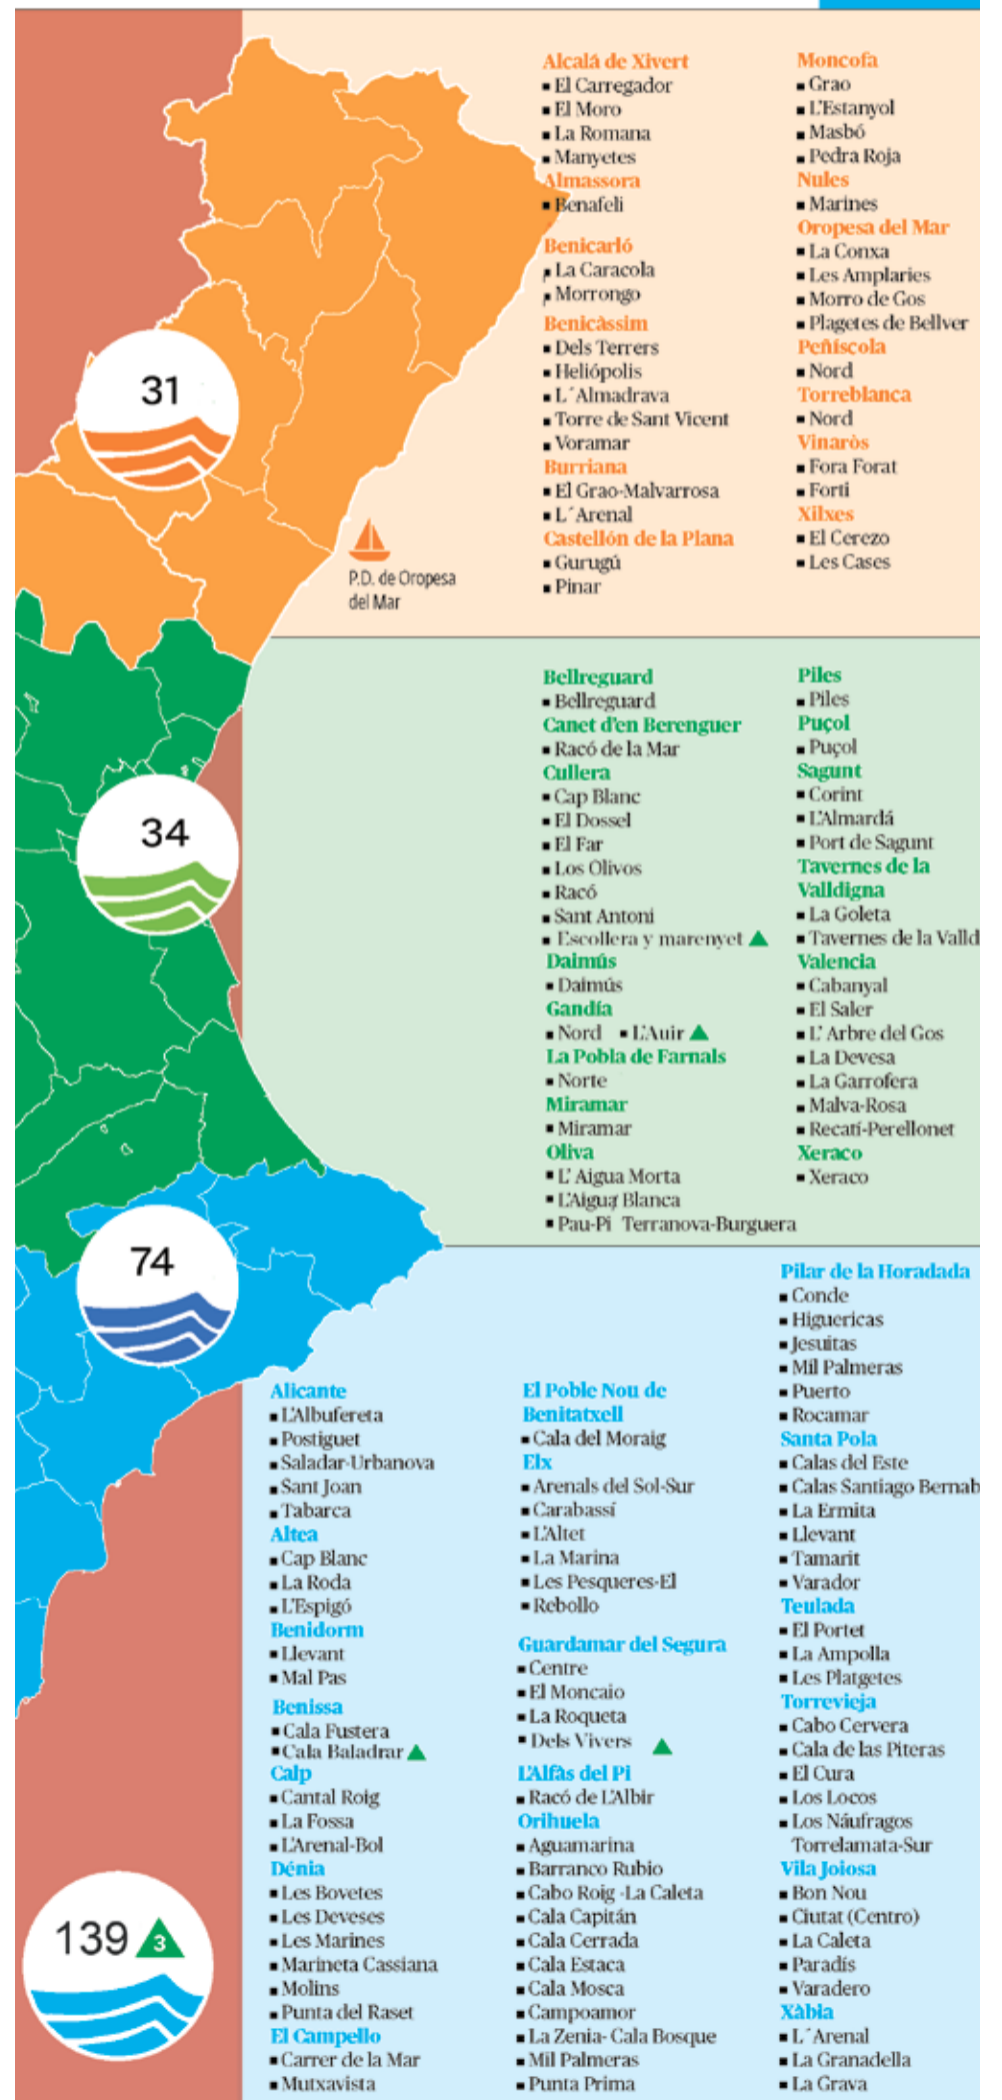 Alcalá de Xivert
El Carregador
El Moro
La Romana
Manyetes
Almassora
Benafeli
Benicarló
La Caracola
Morrongo
Benicàssim
Dels Terrers
Heliópolis
L´Almadrava
Torre de Sant Vicent
Voramar
Burriana
El Grao-Malvarrosa
L´Arenal
Castellón de la Plana
Gurugú
Pinar
Moncofa
Grao
L'Estanyol
Masbó
Pedra Roja
Nules
Marines
Oropesa del Mar
La Conxa
Les Amplaries
Morro de Gos
Plagetes de Bellver
Peñíscola
Nord
Torreblanca
Nord
Vinaròs
Fora Forat
Forti
Xilxes
El Cerezo
Les Cases
31
P.D. de Oropesa
del Mar
Bellreguard
Bellreguard
Canet d'en Berenguer
Racó de la Mar
Cullera
Cap Blanc
El Dossel
El Far
Los Olivos
Racó
Sant Antoni
Escollera y marenyet
Daimús
Daimús
Gandía
Nord L'Auir
La Pobla de Farnals
Norte
Miramar
Miramar
Oliva
L' Aigua Morta
L'Aigua Blanca
Pau-Pi Terranova-Burguera
Piles
Piles
Puçol
Puçol
Sagunt
Corint
L'Almardá
Port de Sagunt
Tavernes de la
Valldigna
La Goleta
Tavernes de la Valld
Valencia
Cabanyal
El Saler
L' Arbre del Gos
La Devesa
La Garrofera
Malva-Rosa
Recatí-Perellonet
Xeraco
Xeraco
34
74
Alicante
L'Albufereta
Postiguet
Saladar-Urbanova
Sant Joan
Tabarca
Altea
Cap Blanc
La Roda
L'Espigó
Benidorm
Llevant
Mal Pas
Benissa
Cala Fustera
Cala Baladrar
Calp
Cantal Roig
La Fossa
L'Arenal-Bol
Dénia
Les Bovetes
Les Deveses
Les Marines
Marineta Cassiana
Molins
Punta del Raset
El Campello
Carrer de la Mar
Mutxavista
El Poble Nou de
Benitatxell
Cala del Moraig
Elx
Arenals del Sol-Sur
Carabassí
L'Altet
La Marina
Les Pesqueres-El
Rebollo
Guardamar del Segura
Centre
El Moncaio
La Roqueta
Dels Vivers
L'Alfàs del Pi
Racó de L'Albir
Orihuela
Aguamarina
Barranco Rubio
Cabo Roig -La Caleta
Cala Capitán
Cala Cerrada
Cala Estaca
Cala Mosca
Campoamor
La Zenia- Cala Bosque
Mil Palmeras
Punta Prima
Pilar de la Horadada
Conde
Higuericas
Jesuitas
Mil Palmeras
Puerto
Rocamar
Santa Pola
Calas del Este
Calas Santiago Bernab
La Ermita
Llevant
Tamarit
Varador
Teulada
El Portet
La Ampolla
Les Platgetes
Torrevieja
Cabo Cervera
Cala de las Piteras
El Cura
Los Locos
Los Náufragos
Torrelamata-Sur
Vila Joiosa
Bon Nou
Ciutat (Centro)
La Caleta
Paradís
Varadero
Xàbia
L´Arenal
La Granadella
La Grava
139 3